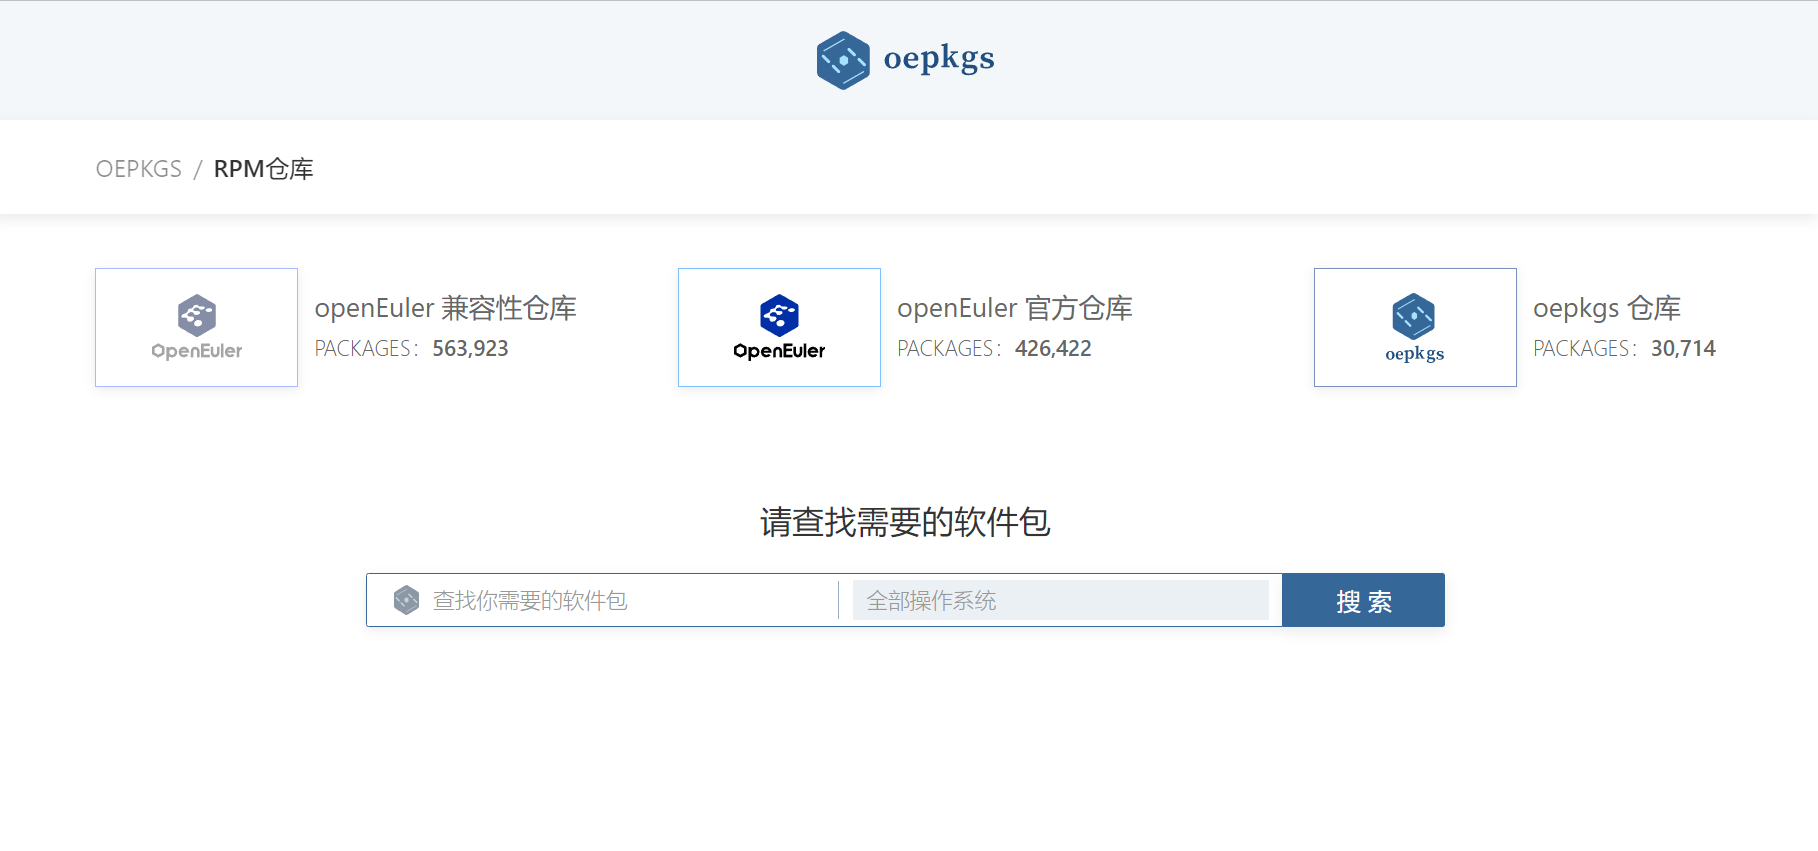 oepkgs
OEPKGS / RPM仓库
OpenEuler
openEuler 兼容性仓库
PACKAGES: 563,923
OpenEuler
openEuler 官方仓库
PACKAGES: 426,422
oepkgs
oepkgs 仓库
PACKAGES: 30,714
请查找需要的软件包
查找你需要的软件包
全部操作系统
搜 索